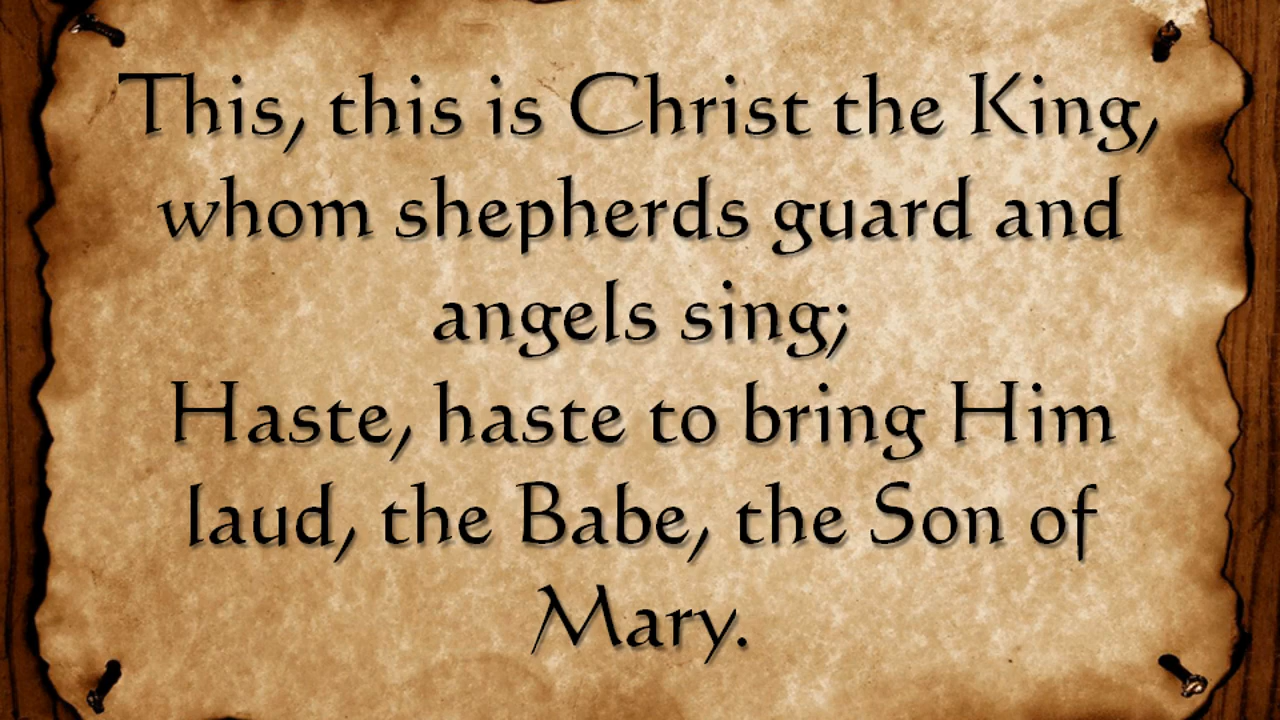 This, this is Christ the King,
whom shepherds guard and
angels sing;
Haste, haste to bring Him
laud, the Babe, the Son of
Mary.